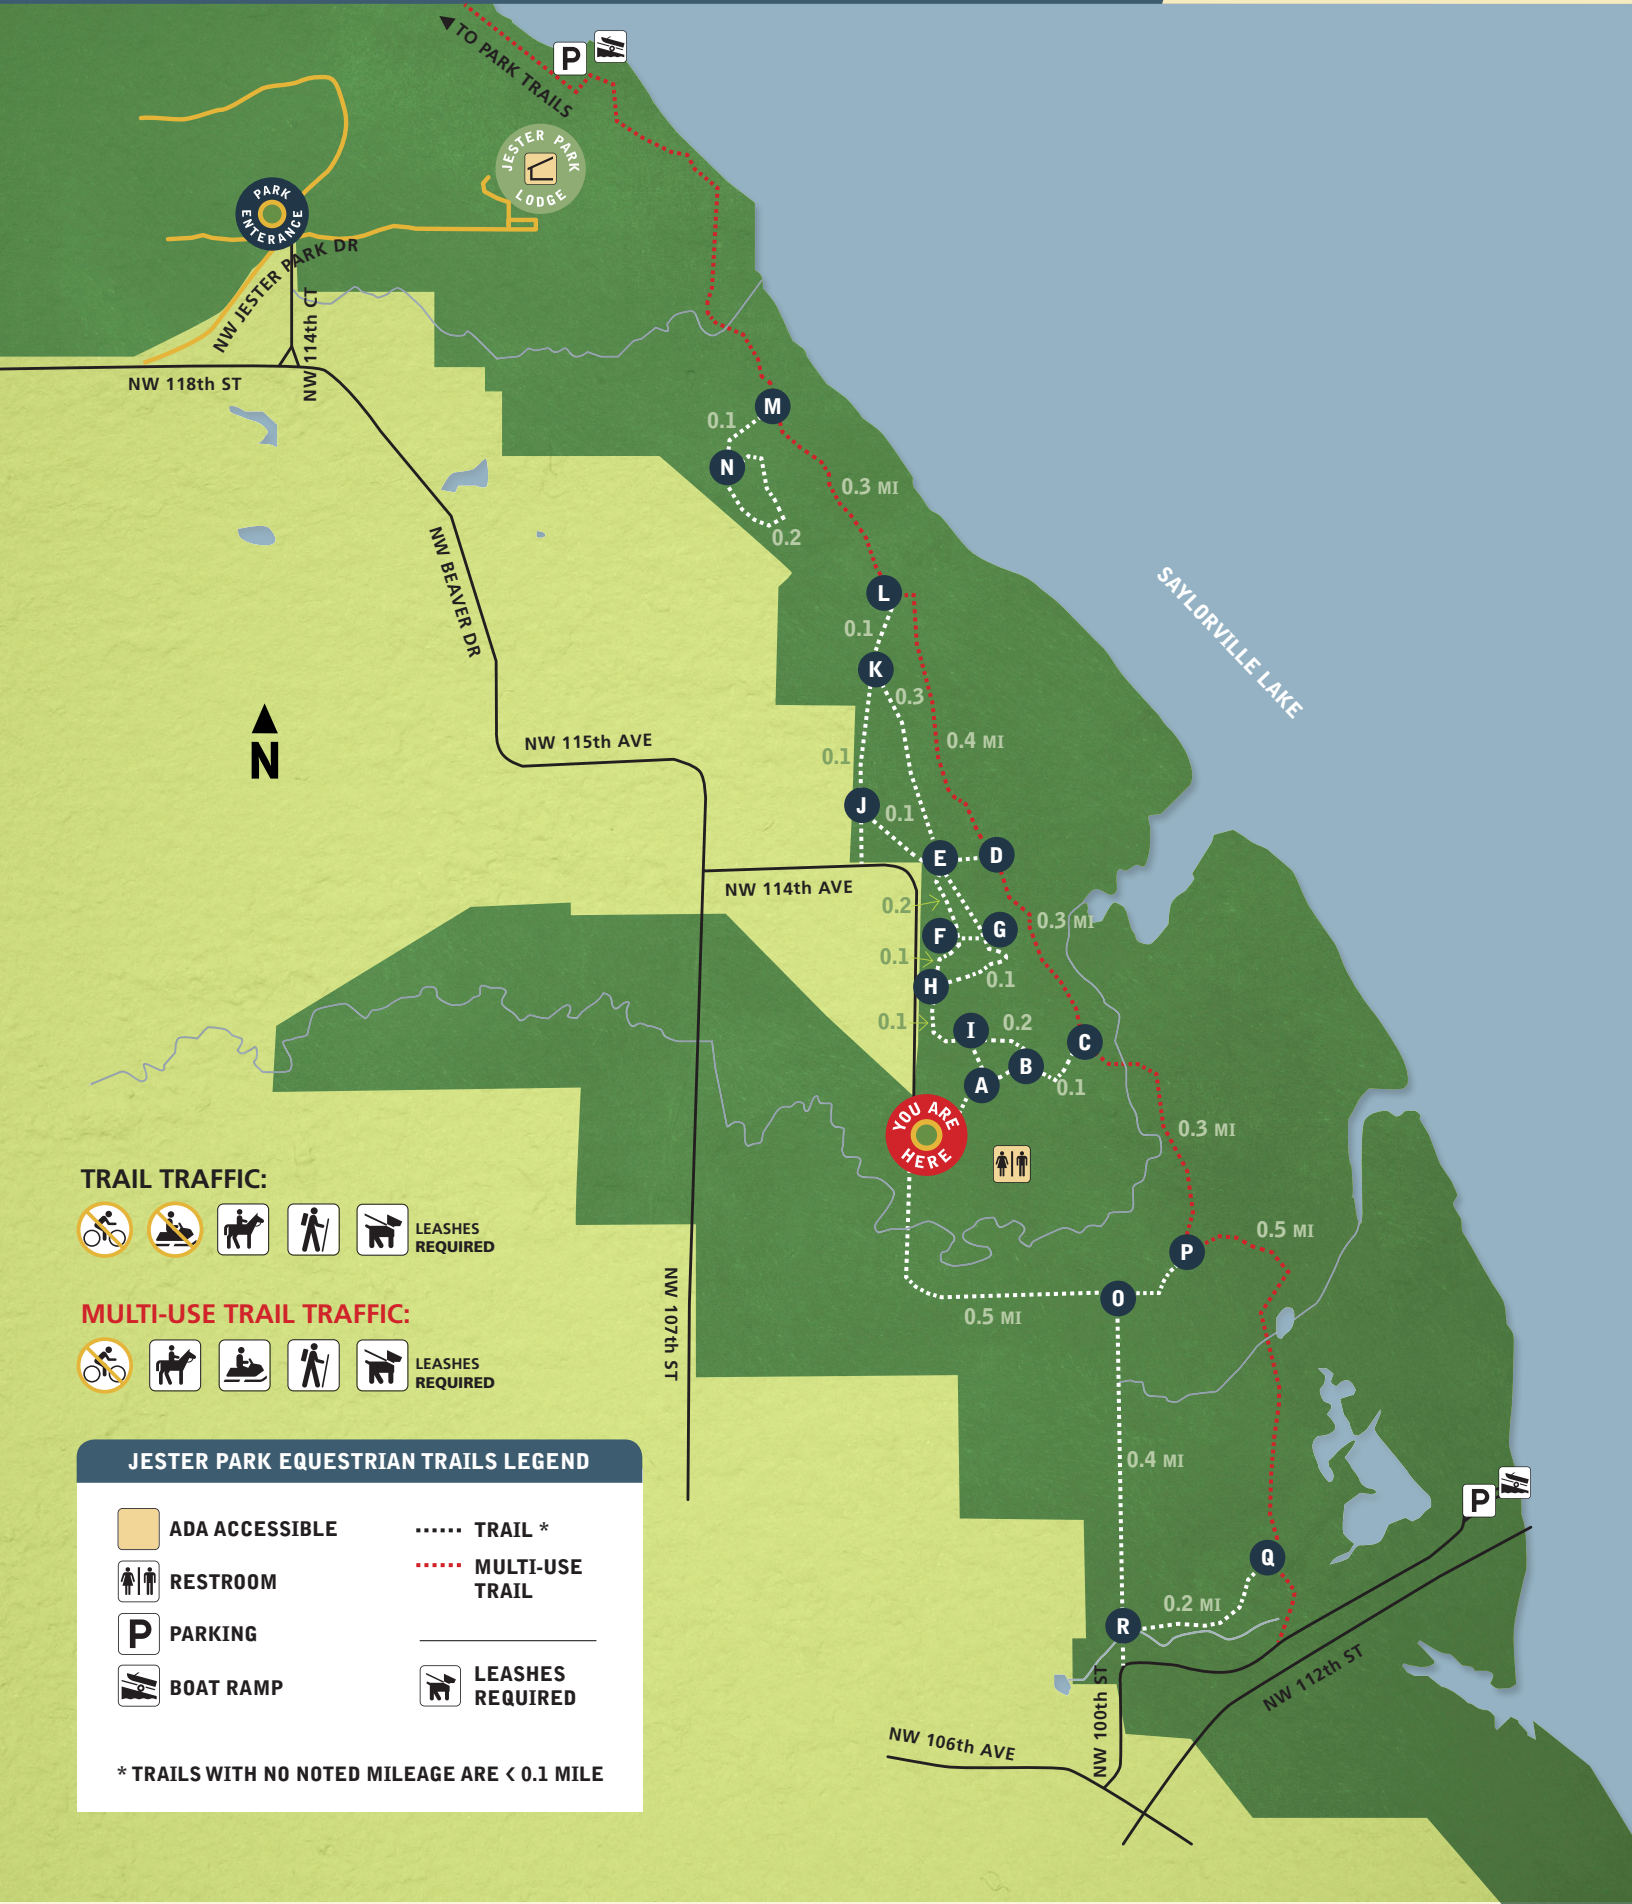 TO PARK TRAILS
P
JESTER PARK
LODGE
PARK
ENTERANCE
NW JESTER PARK DR
NW 114th CT
NW 118th ST
M
0.1
N
0.3 MI
0.2
NW BEAVER DR
L
SAYLORVILLE LAKE
0.1
K
0.3
N
NW 115th AVE
0.4 MI
0.1
J
0.1
E
D
NW 114th AVE
0.2
0.3 MI
F
G
0.1
H
0.1
0.1
I
0.2
C
B
A
0.1
YOU ARE
HERE
0.3 MI
P
0.5 MI
O
0.5 MI
NW 107th ST
0.4 MI
P
Q
0.2 MI
R
NW 100th ST
NW 112th ST
NW 106th AVE
TRAIL TRAFFIC:
LEASHES
REQUIRED
MULTI-USE TRAIL TRAFFIC:
LEASHES
REQUIRED
JESTER PARK EQUESTRIAN TRAILS LEGEND
ADA ACCESSIBLE
RESTROOM
P PARKING
BOAT RAMP
TRAIL *
MULTI-USE
TRAIL
LEASHES
REQUIRED
* TRAILS WITH NO NOTED MILEAGE ARE < 0.1 MILE